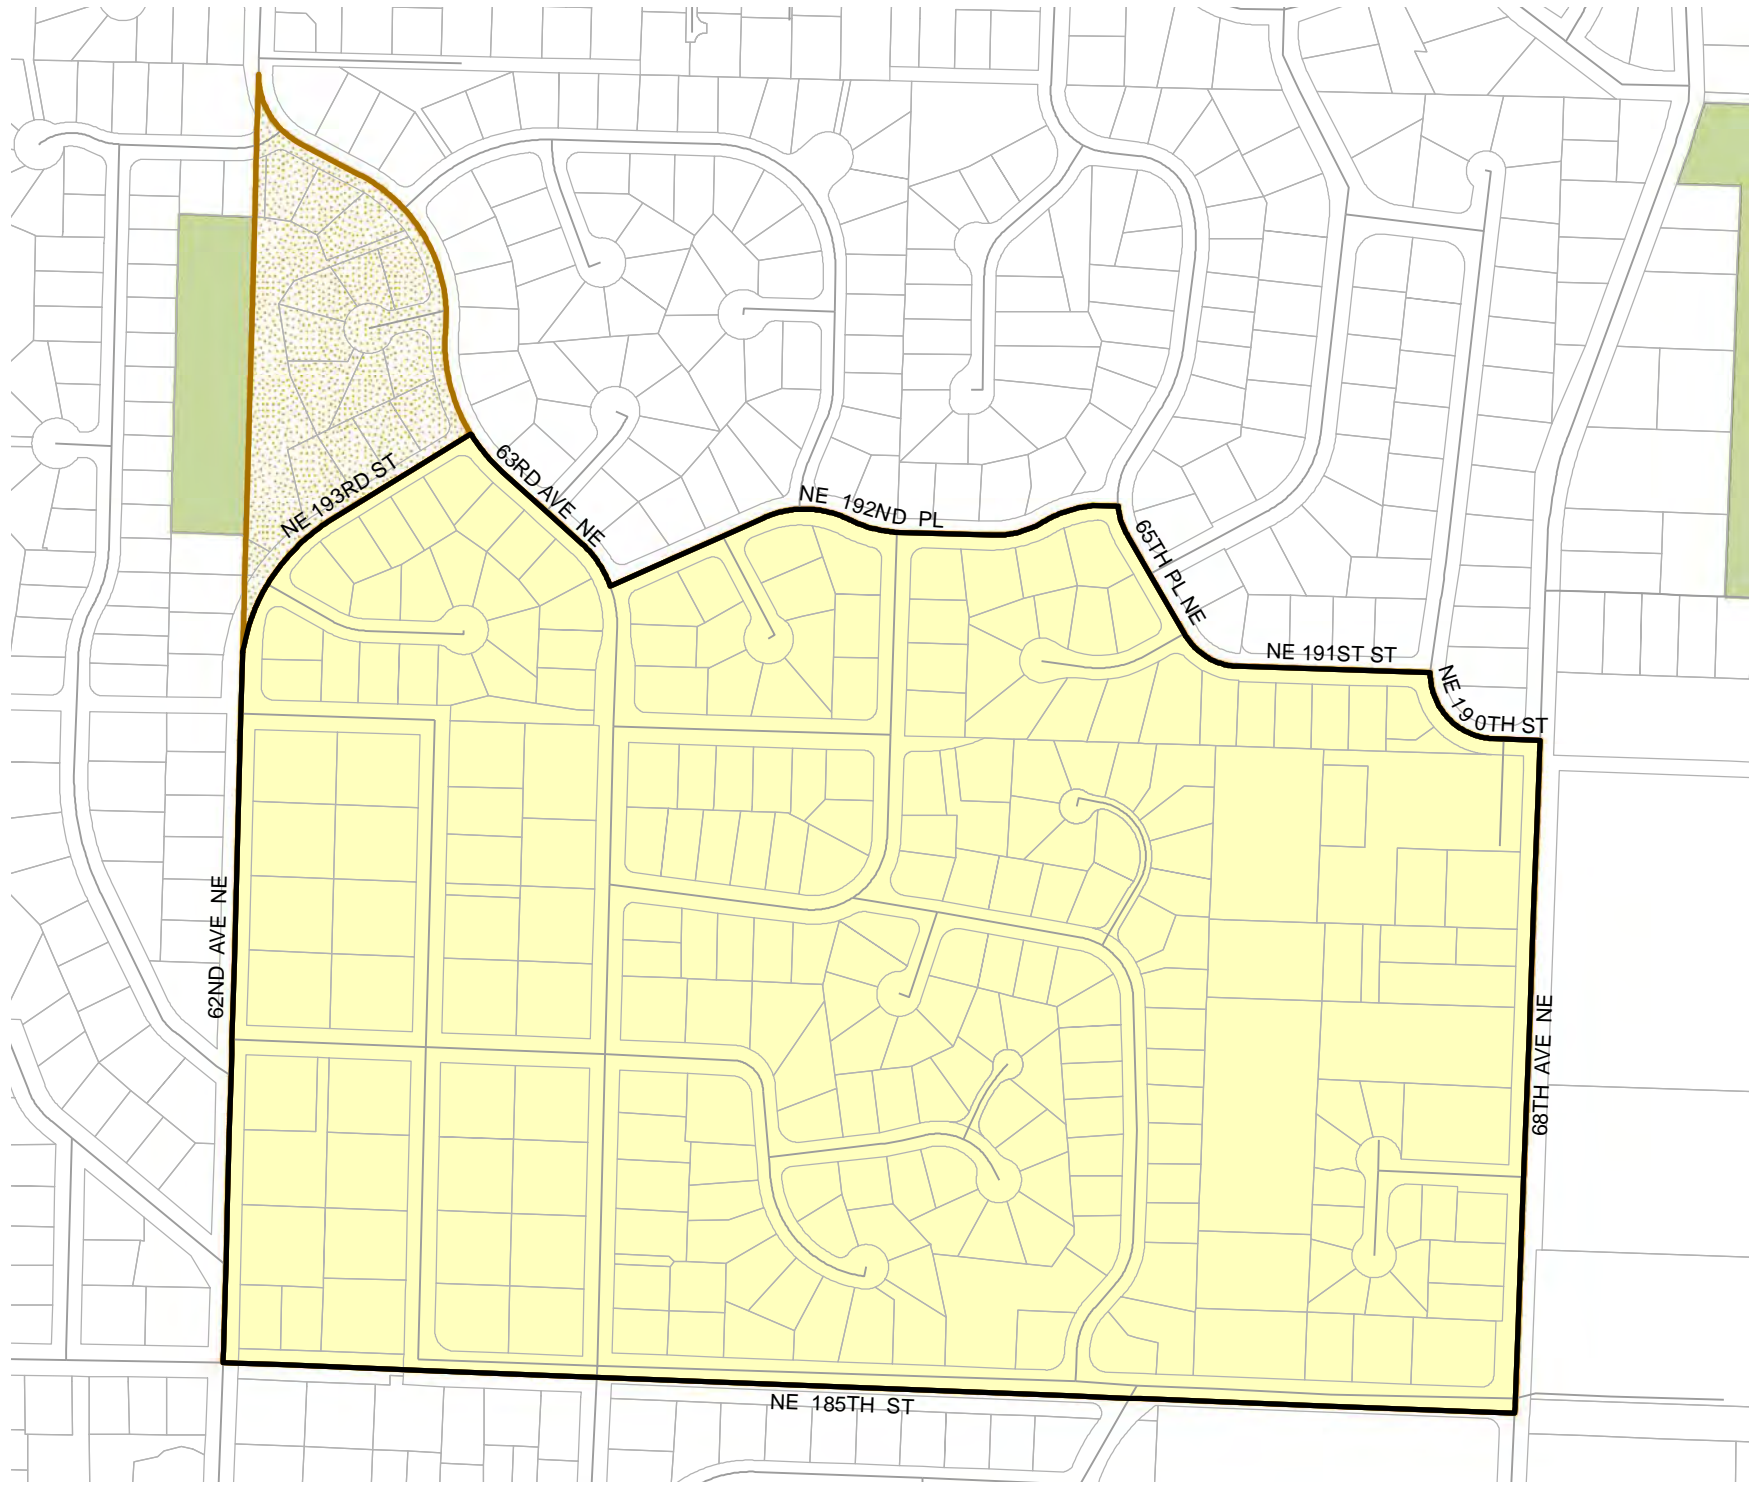 NE 193RD ST
63RD AVE NE
NE 192ND PL
65TH PL NE
NE 191ST ST
NE 190TH ST
62ND AVE NE
68TH AVE NE
NE 185TH ST